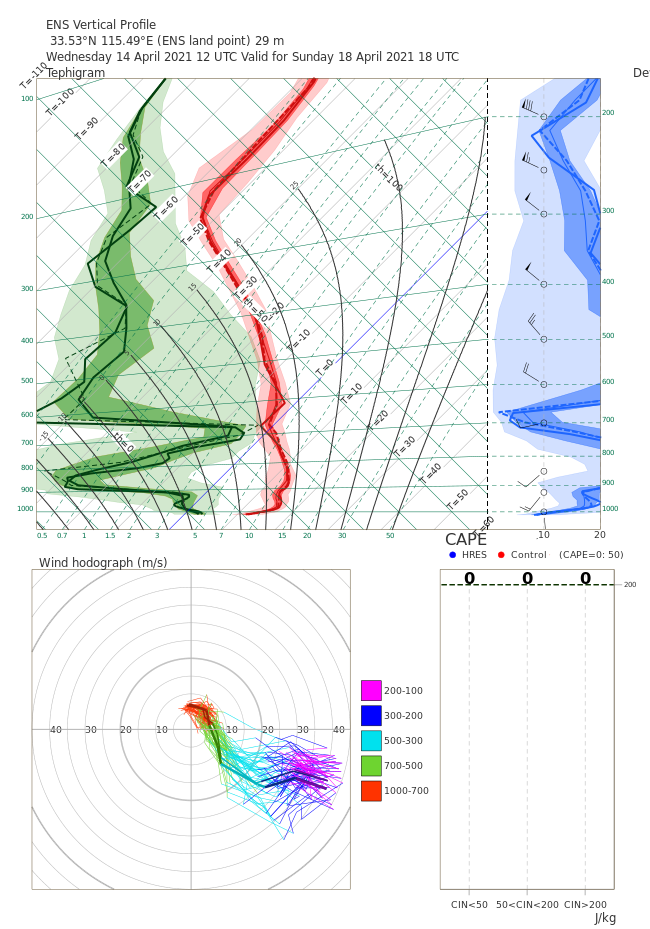 ENS Vertical Profile
33.53°N 115.49°E (ENS land point) 29 m
Wednesday 14 April 2021 12 UTC Valid for Sunday 18 April 2021 18 UTC
Tephigram
T=-110
T=-100
T=-90
T=-80
T=-70
T=-60
T=-50
T=-30
T=-10
T=0
T=10
T=20
T=30
T=40
T=50
th=100
th=0
100
200
300
400
500
600
700
800
900
1000
25
20
15
10
0.5 0.7 1 1.5 2 3 5 7 10 15 20 30 50
200
300
400
500
600
700
800
900
1000
10 20
CAPE
HRES Control (CAPE=0: 50)
0 0 0
200
CIN<50 50<CIN<200 CIN>200
J/kg
Wind hodograph (m/s)
40 30 20 10 10 20 30 40
200-100
300-200
500-300
700-500
1000-700